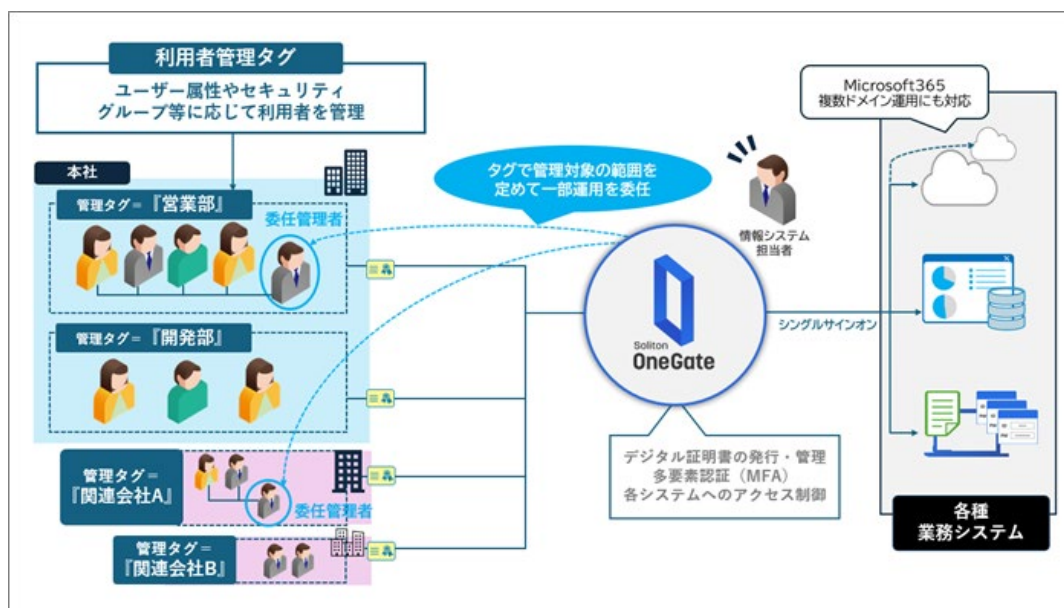 利用者管理タグ
ユーザー属性やセキュリティ
グループ等に応じて利用者を管理
本社
管理タグ＝『営業部』
委任管理者
管理タグ＝『開発部』
管理タグ＝
『関連会社A』
委任管理者
管理タグ＝
『関連会社B』
タグで管理対象の範囲を
定めて一部運用を委任
情報システム
担当者
Soliton
OneGate
デジタル証明書の発行・管理
多要素認証（MFA）
各システムへのアクセス制御
シングルサインオン
Microsoft365
複数ドメイン運用にも対応
各種
業務システム